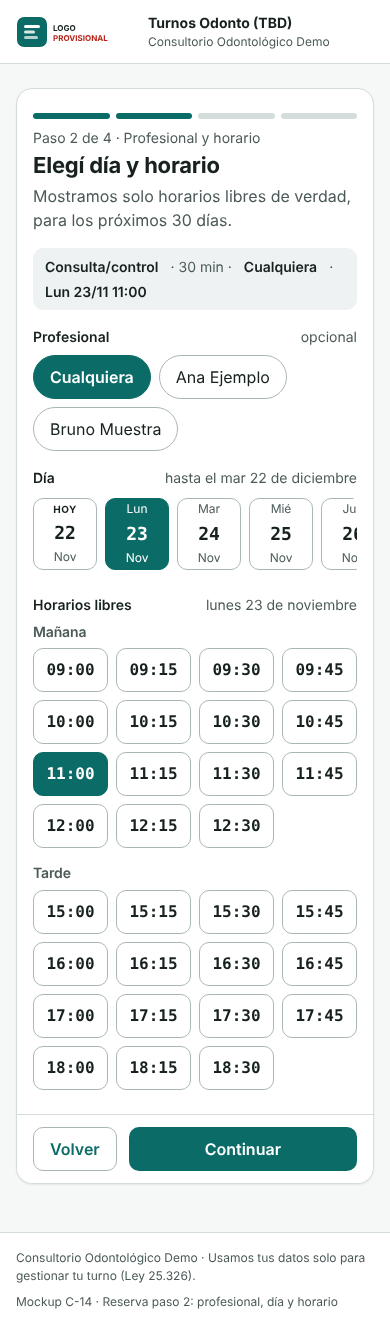 LOGO
PROVISIONAL
Turnos Odonto (TBD)
Consultorio Odontológico Demo
Paso 2 de 4 · Profesional y horario
Elegí día y horario
Mostramos solo horarios libres de verdad,
para los próximos 30 días.
Consulta/control · 30 min · Cualquiera ·
Lun 23/11 11:00
Profesional opcional
Cualquiera Ana Ejemplo
Bruno Muestra
Día hasta el mar 22 de diciembre
HOY Lun Mar Mié Ju
22 23 24 25 26
Nov Nov Nov Nov No
Horarios libres lunes 23 de noviembre
Mañana
09:00 09:15 09:30 09:45
10:00 10:15 10:30 10:45
11:00 11:15 11:30 11:45
12:00 12:15 12:30
Tarde
15:00 15:15 15:30 15:45
16:00 16:15 16:30 16:45
17:00 17:15 17:30 17:45
18:00 18:15 18:30
Volver Continuar
Consultorio Odontológico Demo · Usamos tus datos solo para
gestionar tu turno (Ley 25.326).
Mockup C-14 · Reserva paso 2: profesional, día y horario